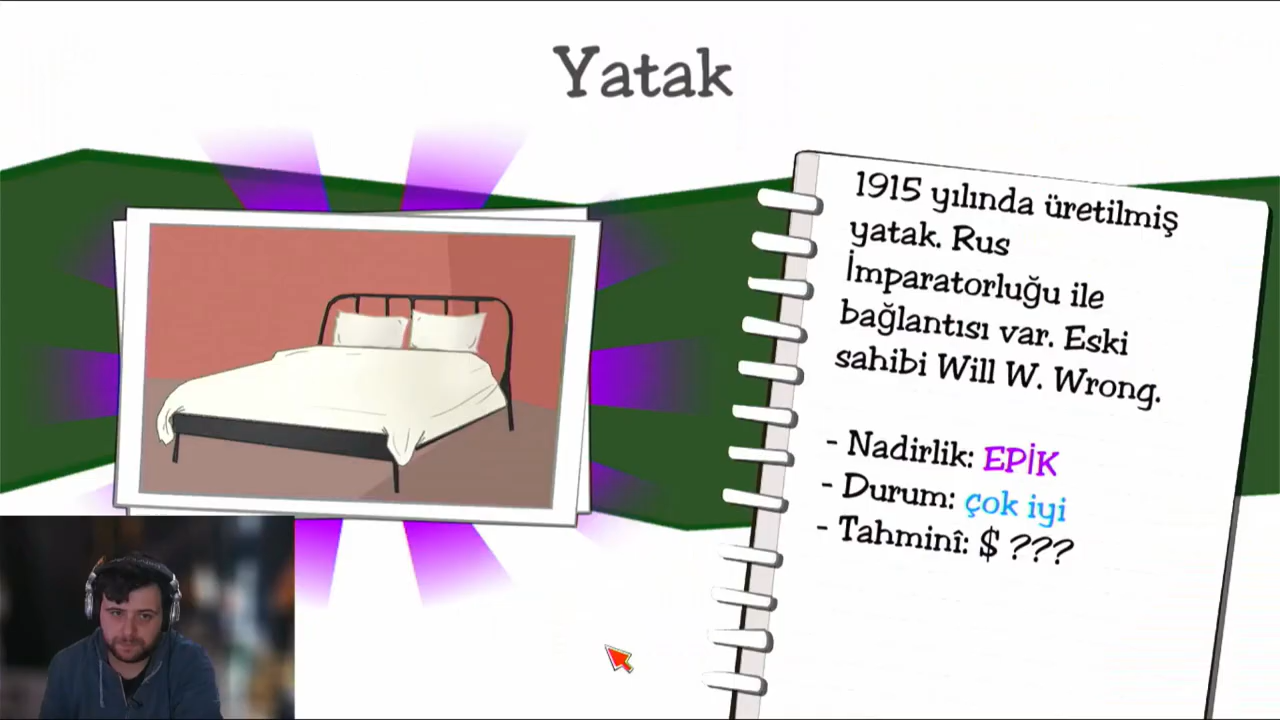 Yatak
1915 yılında üretilmiş
yatak. Rus
İmparatorluğu ile
bağlantısı var. Eski
sahibi Will W. Wrong.
- Nadirlik: EPİK
- Durum: çok iyi
- Tahminî: $ ???